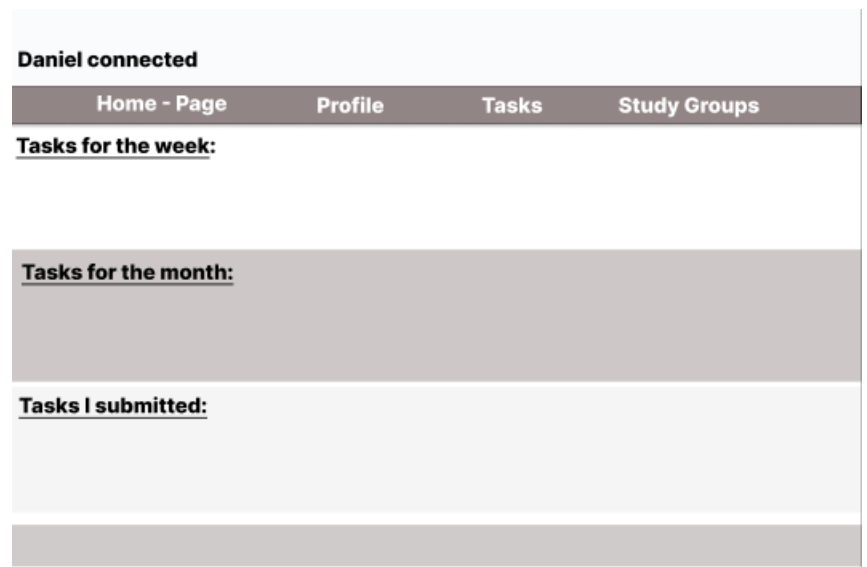 Daniel connected
Home - Page Profile Tasks Study Groups
Tasks for the week:
Tasks for the month:
Tasks I submitted: